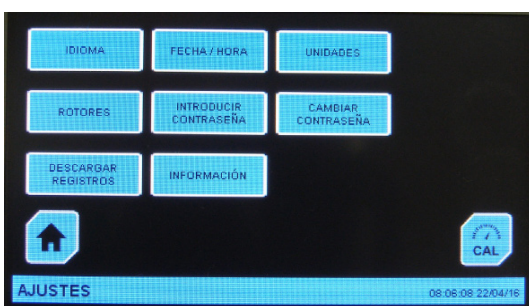 IDIOMA
FECHA / HORA
UNIDADES
ROTORES
INTRODUCIR
CONTRASEÑA
CAMBIAR
CONTRASEÑA
DESCARGAR
REGISTROS
INFORMACIÓN
CAL
AJUSTES
08:06:08 22/04/16